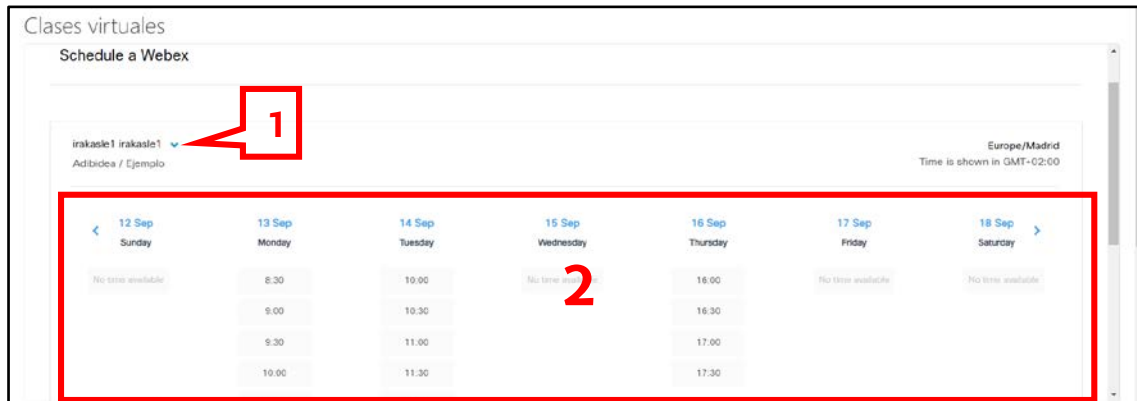 Clases virtuales
Schedule a Webex
1
irakasle1 irakasle1
Europe/Madrid
Adibidea / Ejemplo
Time is shown in GMT-02:00
12 Sep 13 Sep 14 Sep 15 Sep 16 Sep 17 Sep 18 Sep
Sunday Monday Tuesday Wednesday Thursday Friday Saturday
No time available 8:30 10:00 No time available 16:00 No time available No time available
2
9:00 10:30 16:30
9:30 11:00 17:00
10:00 11:30 17:30